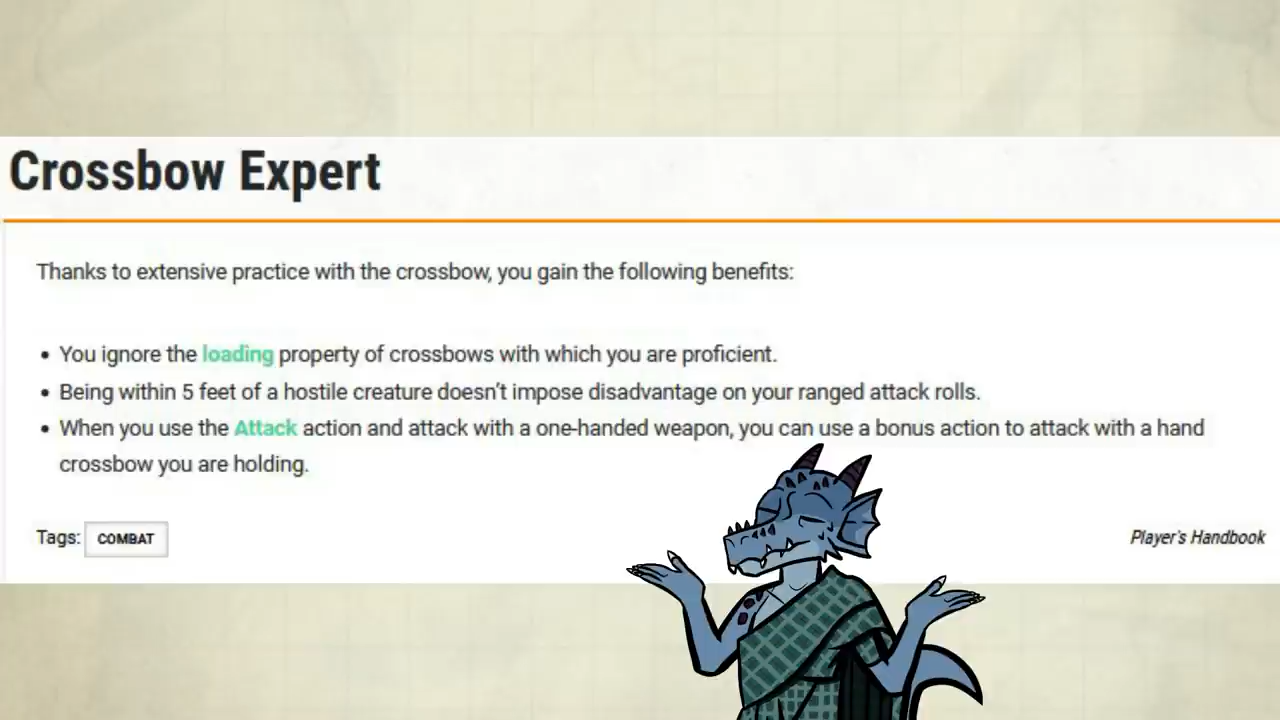 Crossbow Expert
Thanks to extensive practice with the crossbow, you gain the following benefits:
• You ignore the loading property of crossbows with which you are proficient.
• Being within 5 feet of a hostile creature doesn't impose disadvantage on your ranged attack rolls.
• When you use the Attack action and attack with a one-handed weapon, you can use a bonus action to attack with a hand
crossbow you are holding.
Tags: COMBAT
Player's Handbook